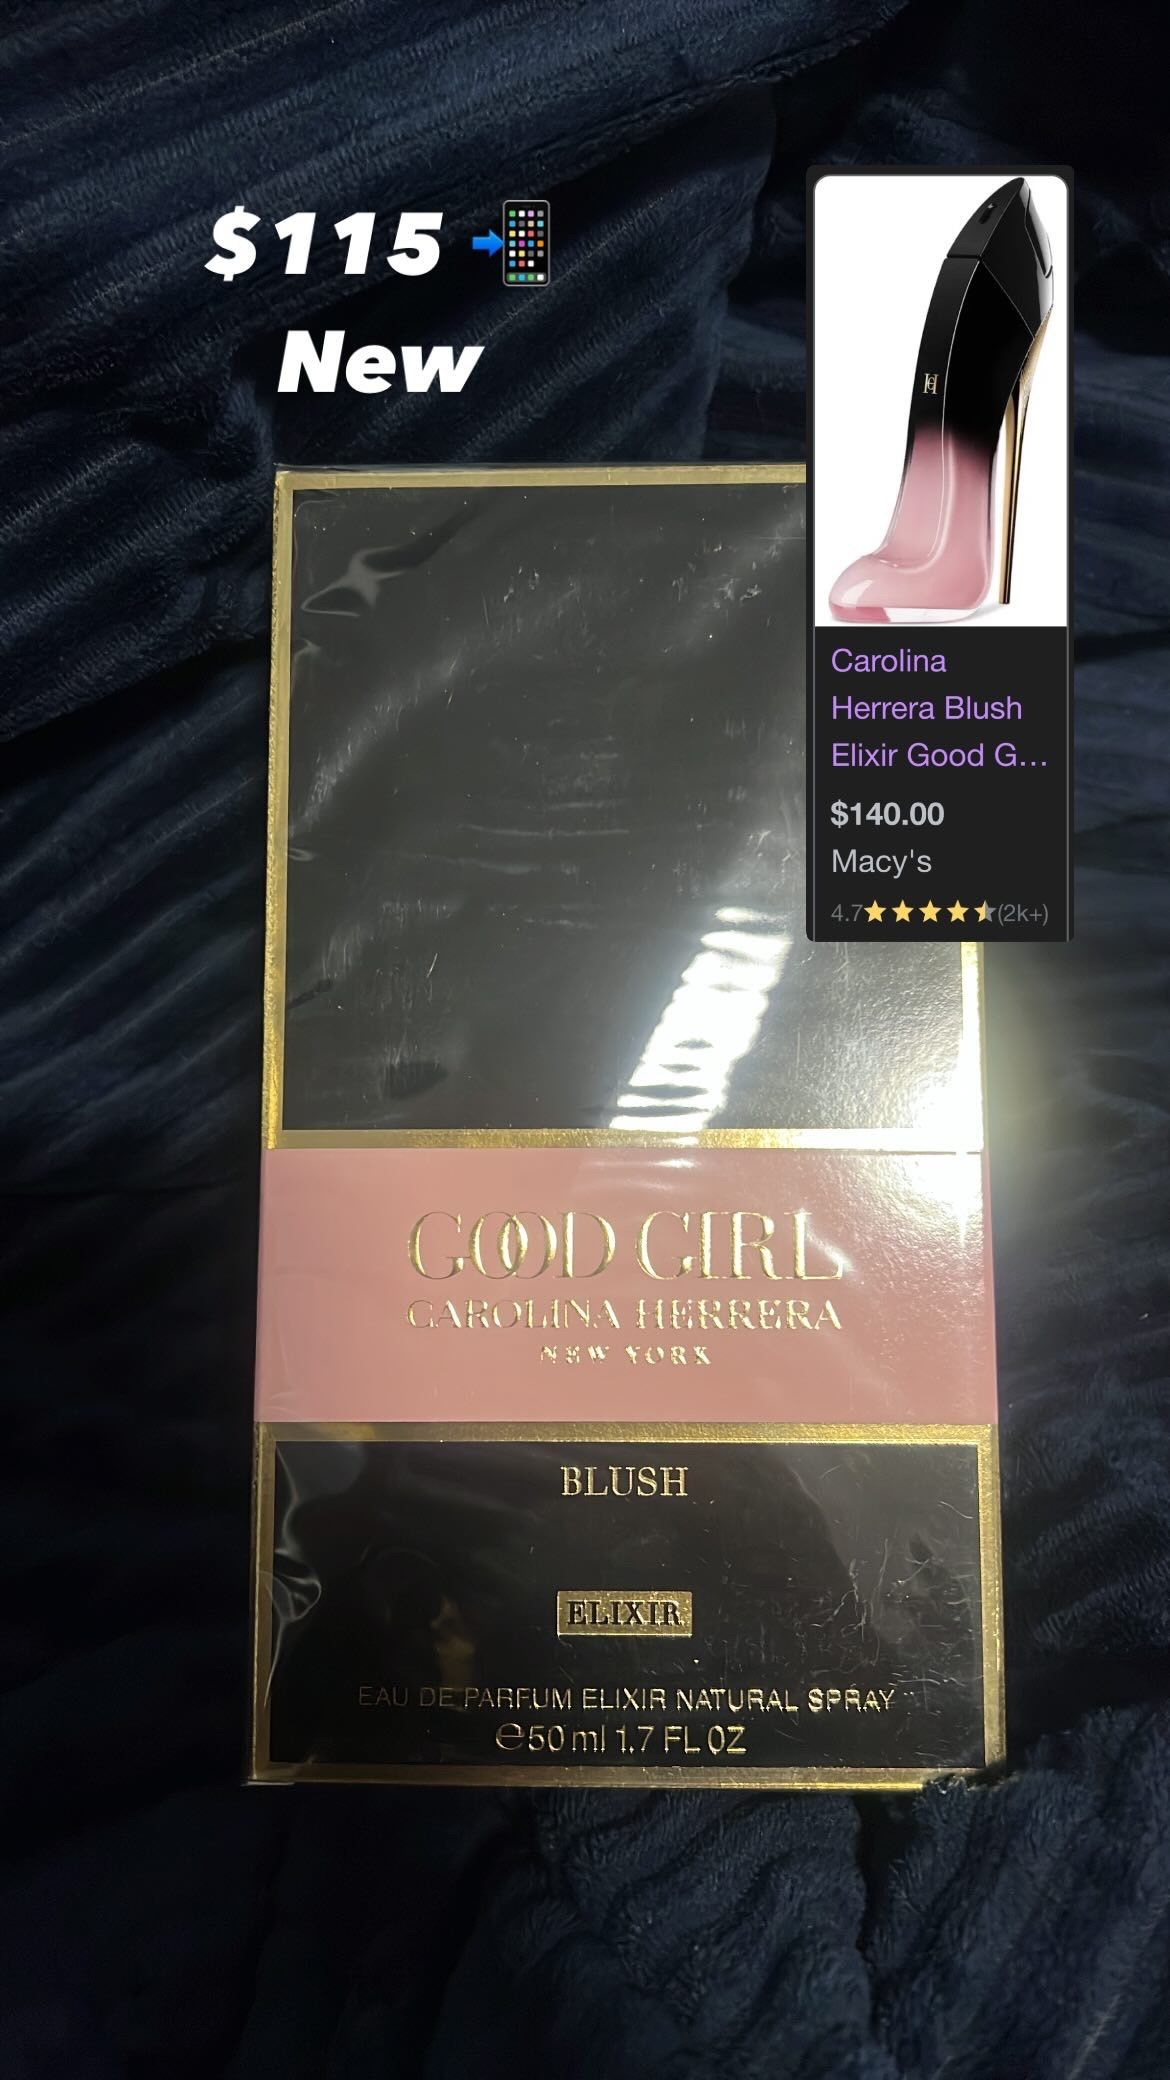 $115 📲
New
Carolina
Herrera Blush
Elixir Good G...
$140.00
Macy's
4.7★★★★★(2k+)
GOOD GIRL
CAROLINA HERRERA
NEW YORK
BLUSH
ELIXIR
EAU DE PARFUM ELIXIR NATURAL SPRAY
℮50 ml 1.7 FL OZ